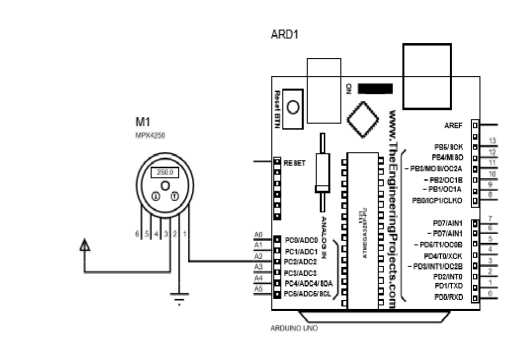 ARD1
M1
MPX4250
250.0
6 5 4 3 2 1
Reset BTN
ON
www.TheEngineeringProjects.com
RESET
ANALOG IN
A0 PC0/ADC0
A1 PC1/ADC1
A2 PC2/ADC2
A3 PC3/ADC3
A4 PC4/ADC4/SDA
A5 PC5/ADC5/SCL
AREF
13
PB5/SCK
12
PB4/MISO
11
~ PB3/MOSI/OC2A
10
~ PB2/OC1B
9
~ PB1/OC1A
8
PB0/ICP1/CLKO
7
PD7/AIN1
6
~ PD7/AIN1
5
~ PD5/T1/OC0B
4
PD4/T0/XCK
3
~ PD3/INT1/OC2B
2
PD2/INT0
1
PD1/TXD
0
PD0/RXD
ARDUINO UNO